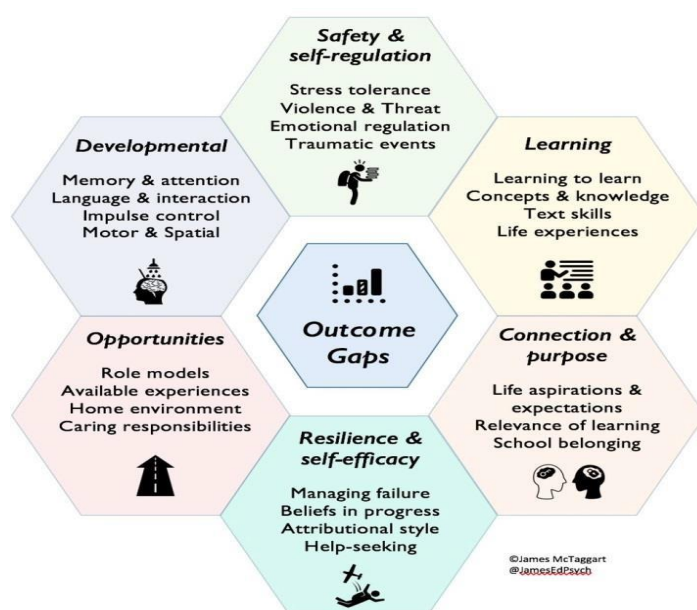 Safety &
self-regulation
Stress tolerance
Violence & Threat
Emotional regulation
Traumatic events
Developmental
Memory & attention
Language & interaction
Impulse control
Motor & Spatial
Learning
Learning to learn
Concepts & knowledge
Text skills
Life experiences
Outcome
Gaps
Opportunities
Role models
Available experiences
Home environment
Caring responsibilities
Connection &
purpose
Life aspirations &
expectations
Relevance of learning
School belonging
Resilience &
self-efficacy
Managing failure
Beliefs in progress
Attributional style
Help-seeking
©James McTaggart
@JamesEdPsych